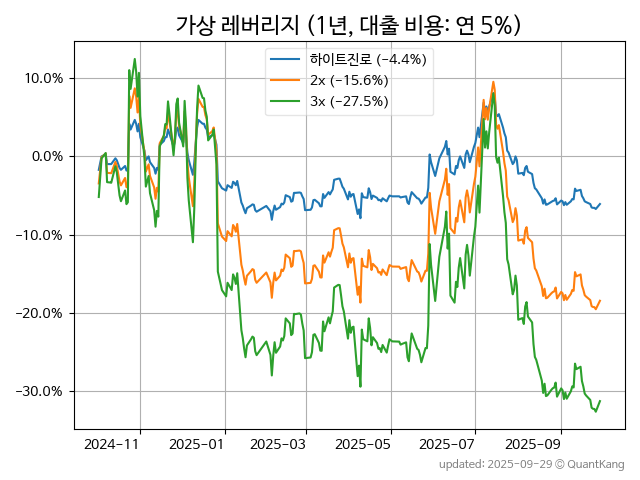 가상 레버리지 (1년, 대출 비용: 연 5%)
하이트진로 (−4.4%)
2x (−15.6%)
3x (−27.5%)
10.0%
0.0%
−10.0%
−20.0%
−30.0%
2024-11
2025-01
2025-03
2025-05
2025-07
2025-09
updated: 2025-09-29 © QuantKang